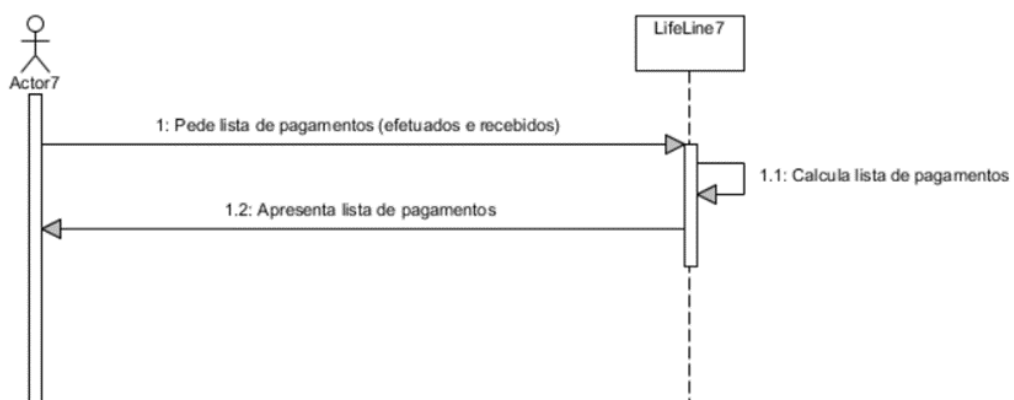 LifeLine7
Actor7
1: Pede lista de pagamentos (efetuados e recebidos)
1.1: Calcula lista de pagamentos
1.2: Apresenta lista de pagamentos